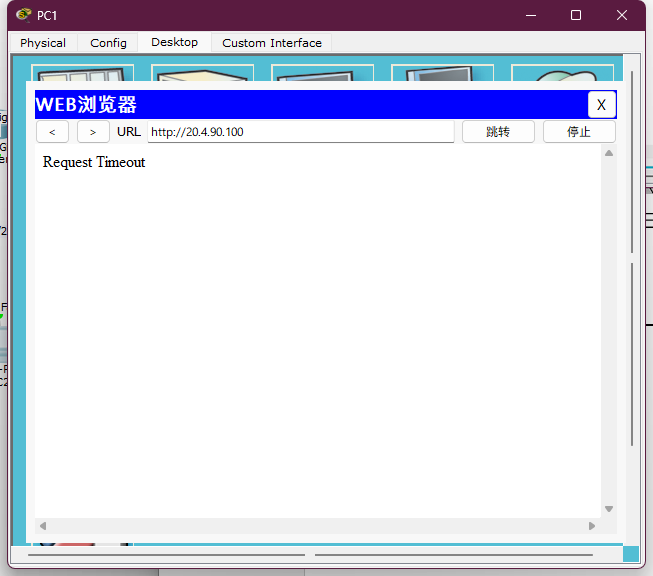 PC1
Physical Config Desktop Custom Interface
WEB浏览器 X
< > URL http://20.4.90.100 跳转 停止
Request Timeout